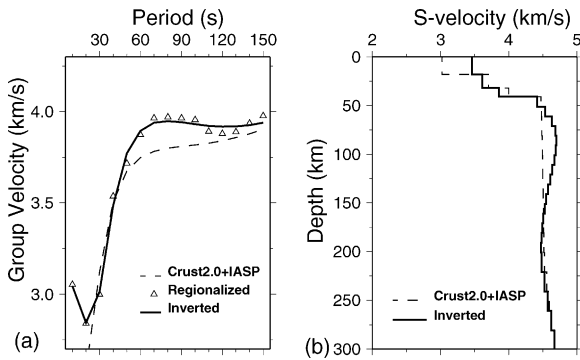 Period (s)
30 60 90 120 150
Group Velocity (km/s)
4.0
3.5
3.0
Crust2.0+IASP
Regionalized
Inverted
(a)
S-velocity (km/s)
2 3 4 5
Depth (km)
0
50
100
150
200
250
300
Crust2.0+IASP
Inverted
(b)